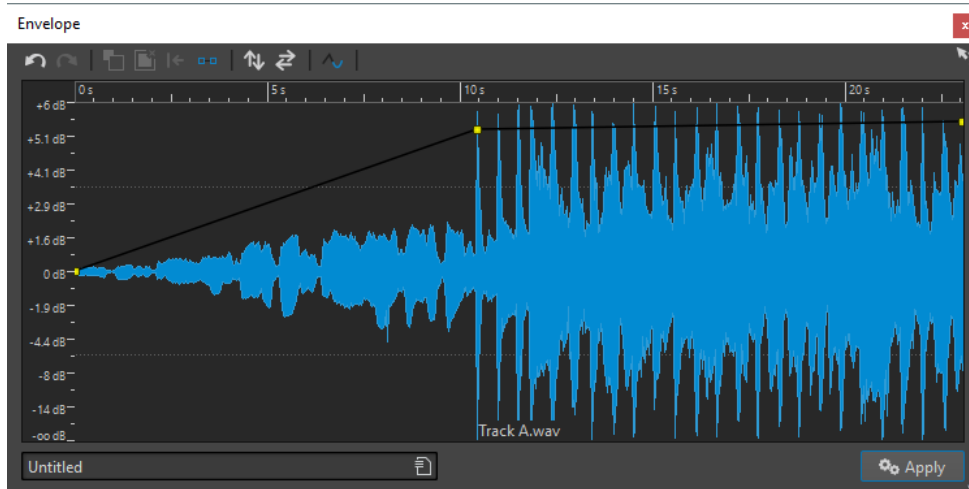 Envelope
x
0 s 5 s 10 s 15 s 20 s
+6 dB
+5.1 dB
+4.1 dB
+2.9 dB
+1.6 dB
0 dB
-1.9 dB
-4.4 dB
-8 dB
-14 dB
-oo dB
Track A.wav
Untitled
Apply